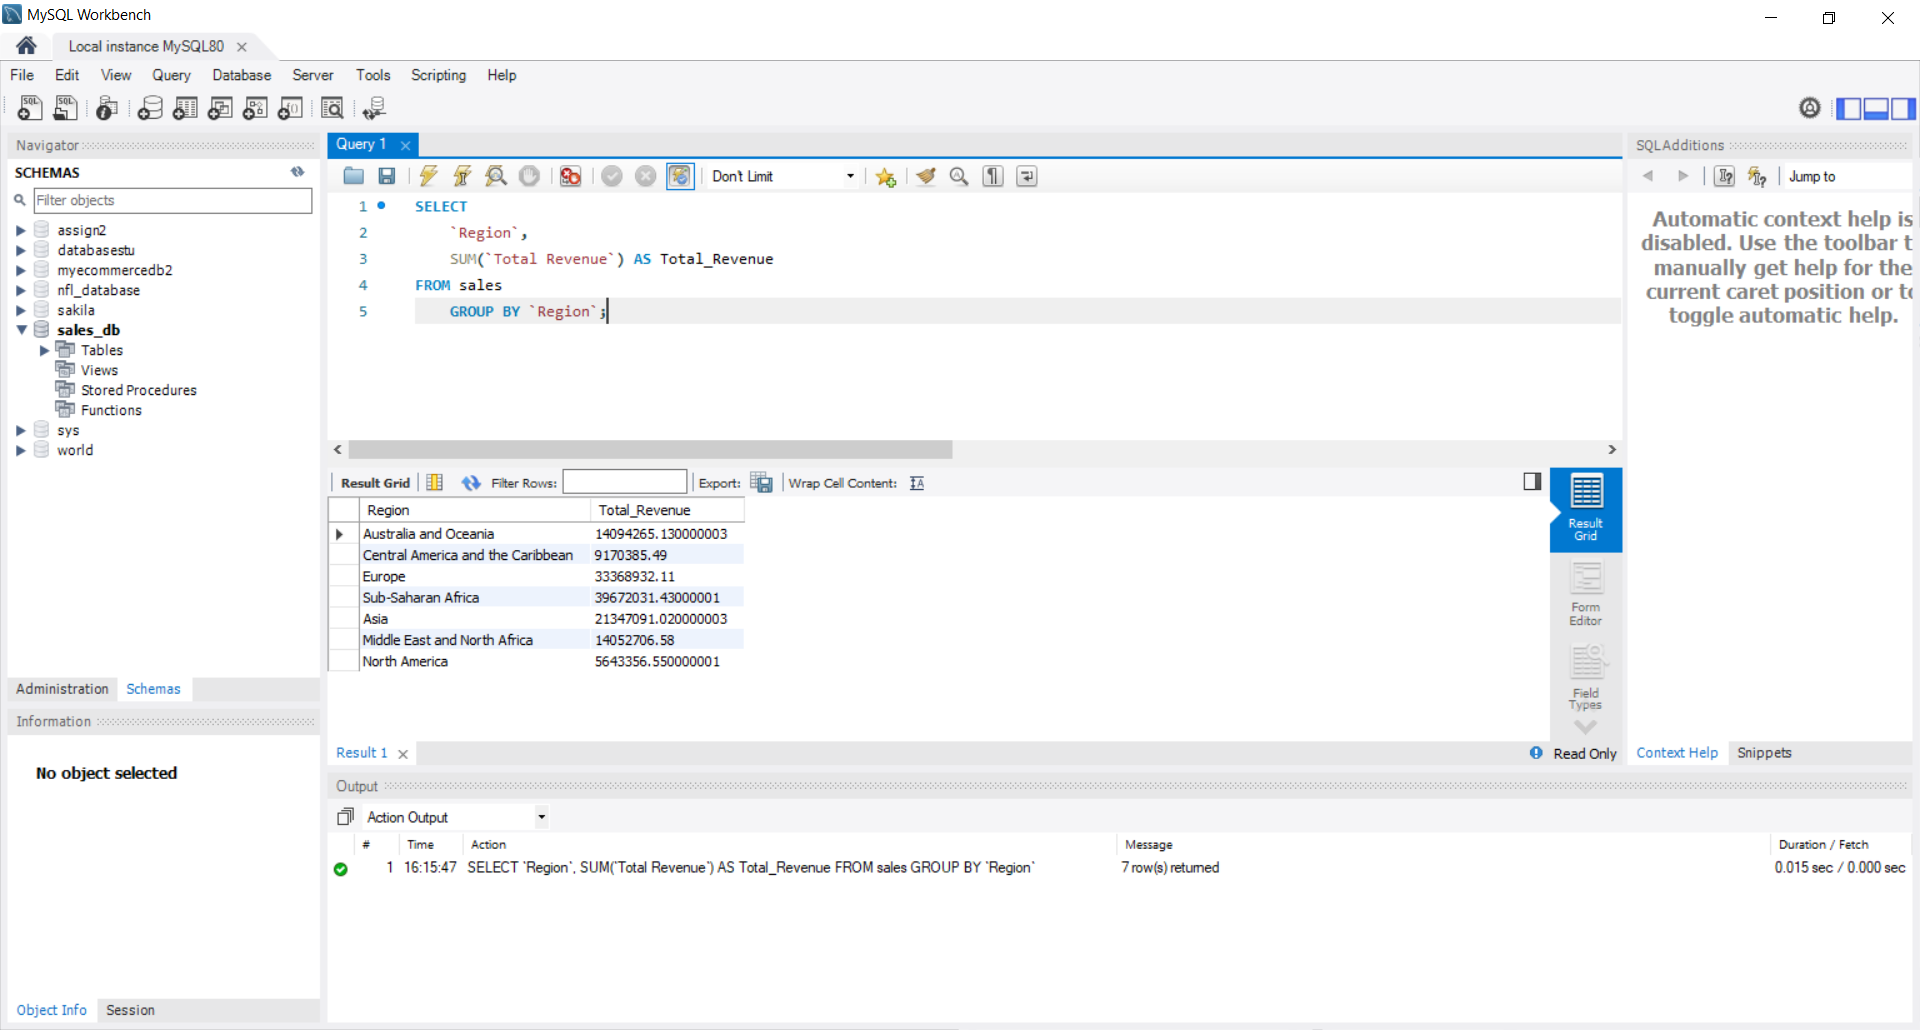 MySQL Workbench
Local instance MySQL80
File Edit View Query Database Server Tools Scripting Help
Navigator
SCHEMAS
Filter objects
assign2
databasestu
myecommercedb2
nfl_database
sakila
sales_db
Tables
Views
Stored Procedures
Functions
sys
world
Administration Schemas
Information
No object selected
Object Info Session
Query 1
Don't Limit
1 SELECT
2 `Region`,
3 SUM(`Total Revenue`) AS Total_Revenue
4 FROM sales
5 GROUP BY `Region`;
Result Grid Filter Rows: Export: Wrap Cell Content:
Region Total_Revenue
Australia and Oceania 14094265.130000003
Central America and the Caribbean 9170385.49
Europe 33368932.11
Sub-Saharan Africa 39672031.43000001
Asia 21347091.020000003
Middle East and North Africa 14052706.58
North America 5643356.550000001
Result
Grid
Form
Editor
Field
Types
Result 1
Read Only
SQLAdditions
Jump to
Automatic context help is
disabled. Use the toolbar t
manually get help for the
current caret position or to
toggle automatic help.
Context Help Snippets
Output
Action Output
# Time Action Message Duration / Fetch
1 16:15:47 SELECT `Region`, SUM(`Total Revenue`) AS Total_Revenue FROM sales GROUP BY `Region` 7 row(s) returned 0.015 sec / 0.000 sec